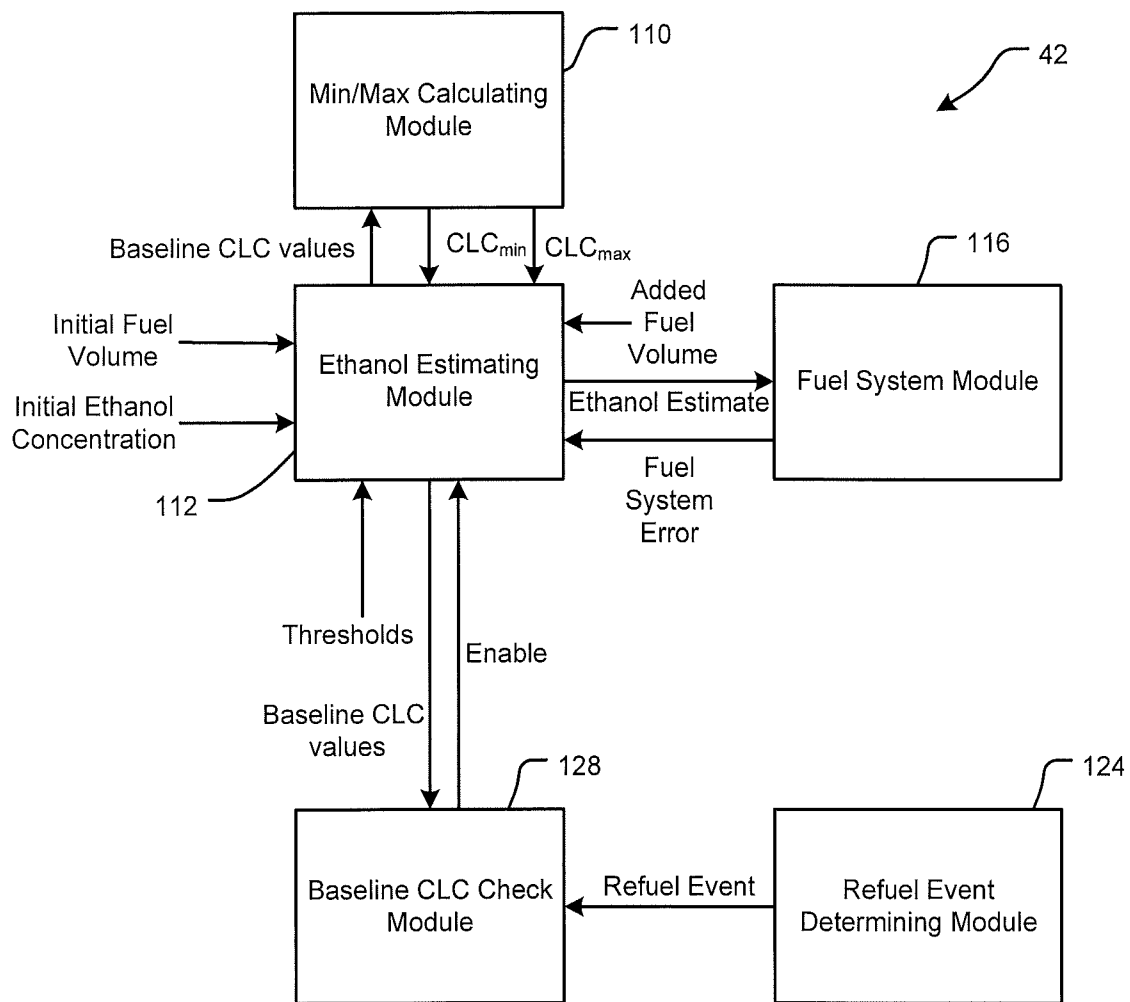 110
42
Min/Max Calculating
Module
Baseline CLC values
CLCmin
CLCmax
116
Initial Fuel
Volume
Added
Fuel
Volume
Ethanol Estimating
Module
Fuel System Module
Ethanol Estimate
Initial Ethanol
Concentration
Fuel
System
Error
112
Thresholds
Enable
Baseline CLC
values
128
124
Baseline CLC Check
Module
Refuel Event
Refuel Event
Determining Module